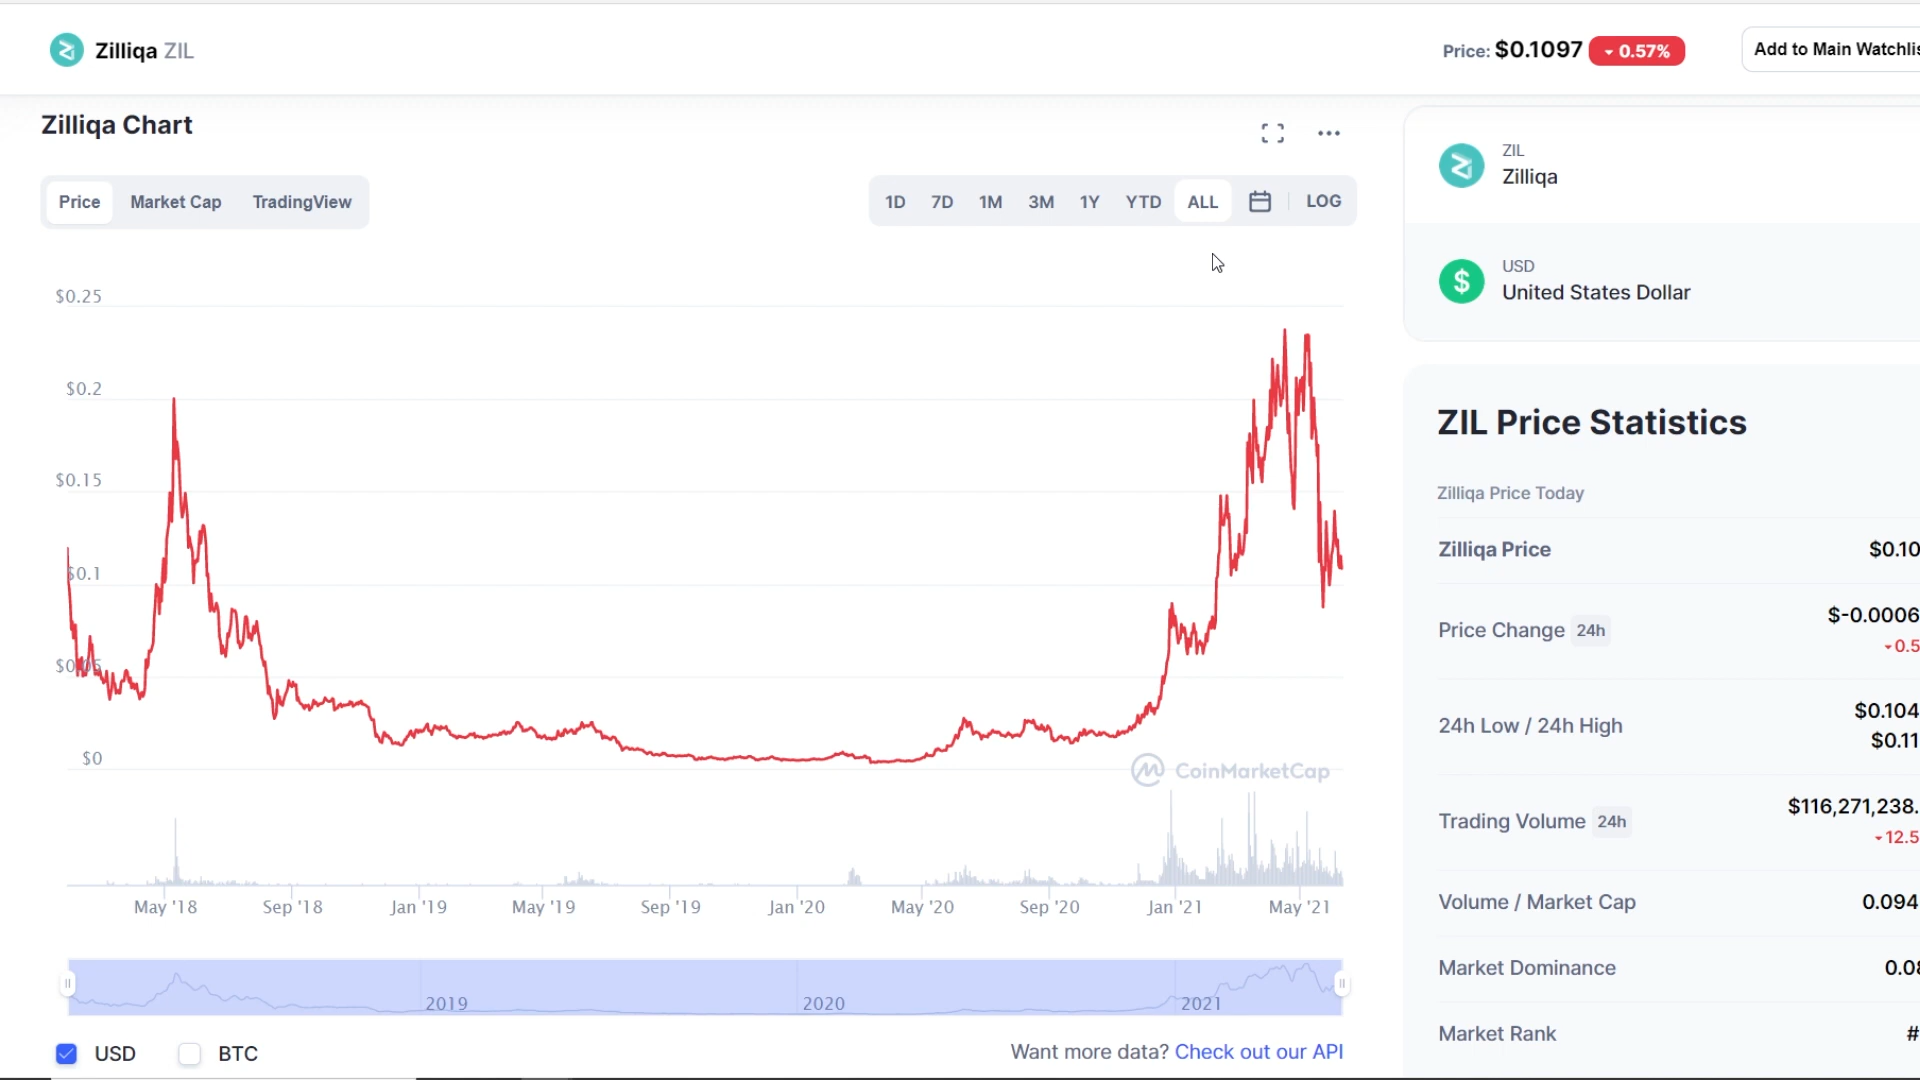 Zilliqa ZIL
Price: $0.1097 0.57%
Add to Main Watchlis
Zilliqa Chart
Price Market Cap TradingView
1D 7D 1M 3M 1Y YTD ALL LOG
$0.25
$0.2
$0.15
$0.1
$0.05
$0
CoinMarketCap
May '18 Sep '18 Jan '19 May '19 Sep '19 Jan '20 May '20 Sep '20 Jan '21 May '21
2019 2020 2021
USD BTC
Want more data? Check out our API
ZIL
Zilliqa
USD
United States Dollar
ZIL Price Statistics
Zilliqa Price Today
Zilliqa Price $0.10
Price Change 24h $-0.0006
0.5
24h Low / 24h High $0.104
$0.11
Trading Volume 24h $116,271,238.
12.5
Volume / Market Cap 0.094
Market Dominance 0.08
Market Rank #